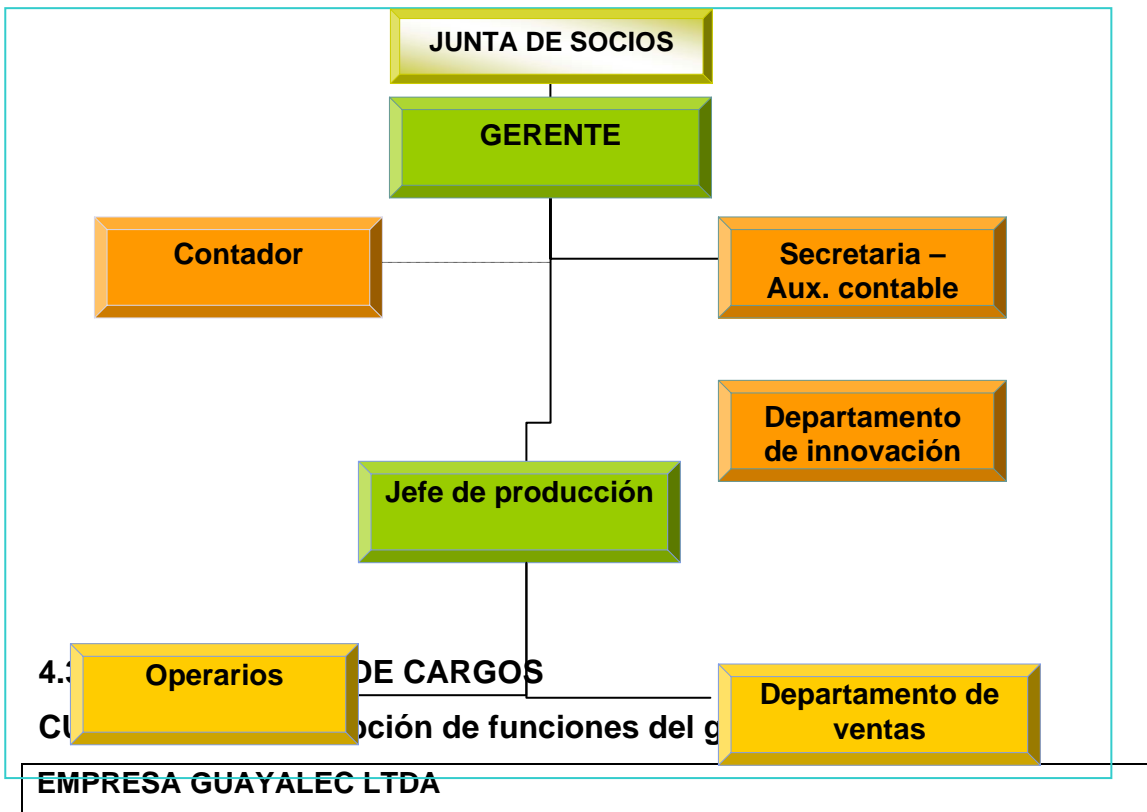 JUNTA DE SOCIOS
GERENTE
Contador
Secretaria –
Aux. contable
Departamento
de innovación
Jefe de producción
4. DE CARGOS
Operarios
Departamento de
ventas
de funciones del
EMPRESA GUAYALEC LTDA